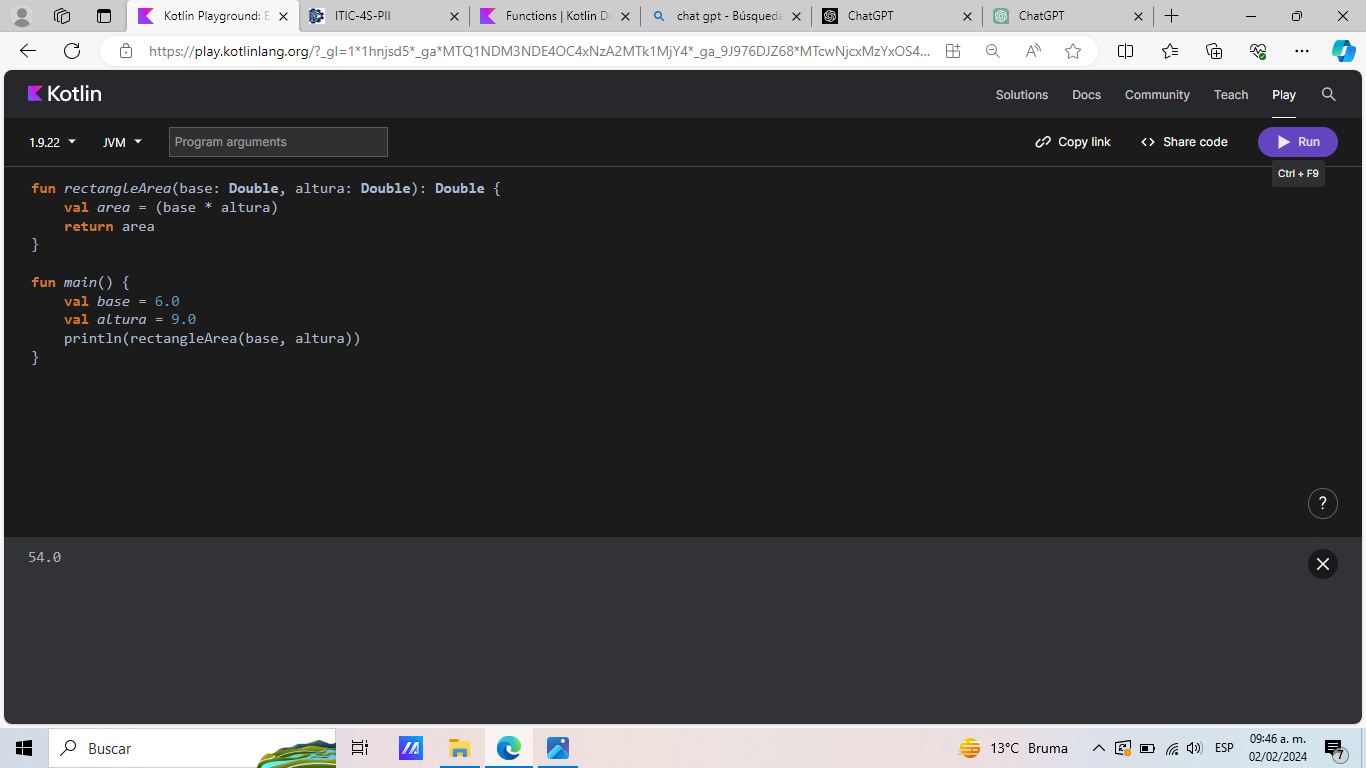 Kotlin Playground: E
ITIC-4S-PII
Functions | Kotlin Do
chat gpt - Búsqueda
ChatGPT
ChatGPT
https://play.kotlinlang.org/?_gl=1*1hnjsd5*_ga*MTQ1NDM3NDE4OC4xNzA2MTk1MjY4*_ga_9J976DJZ68*MTcwNjcxMzYxOS4...
Kotlin
Solutions
Docs
Community
Teach
Play
1.9.22
JVM
Program arguments
Copy link
<> Share code
Run
Ctrl + F9
fun rectangleArea(base: Double, altura: Double): Double {
    val area = (base * altura)
    return area
}
fun main() {
    val base = 6.0
    val altura = 9.0
    println(rectangleArea(base, altura))
}
?
54.0
Buscar
13°C Bruma
ESP
09:46 a. m.
02/02/2024
7